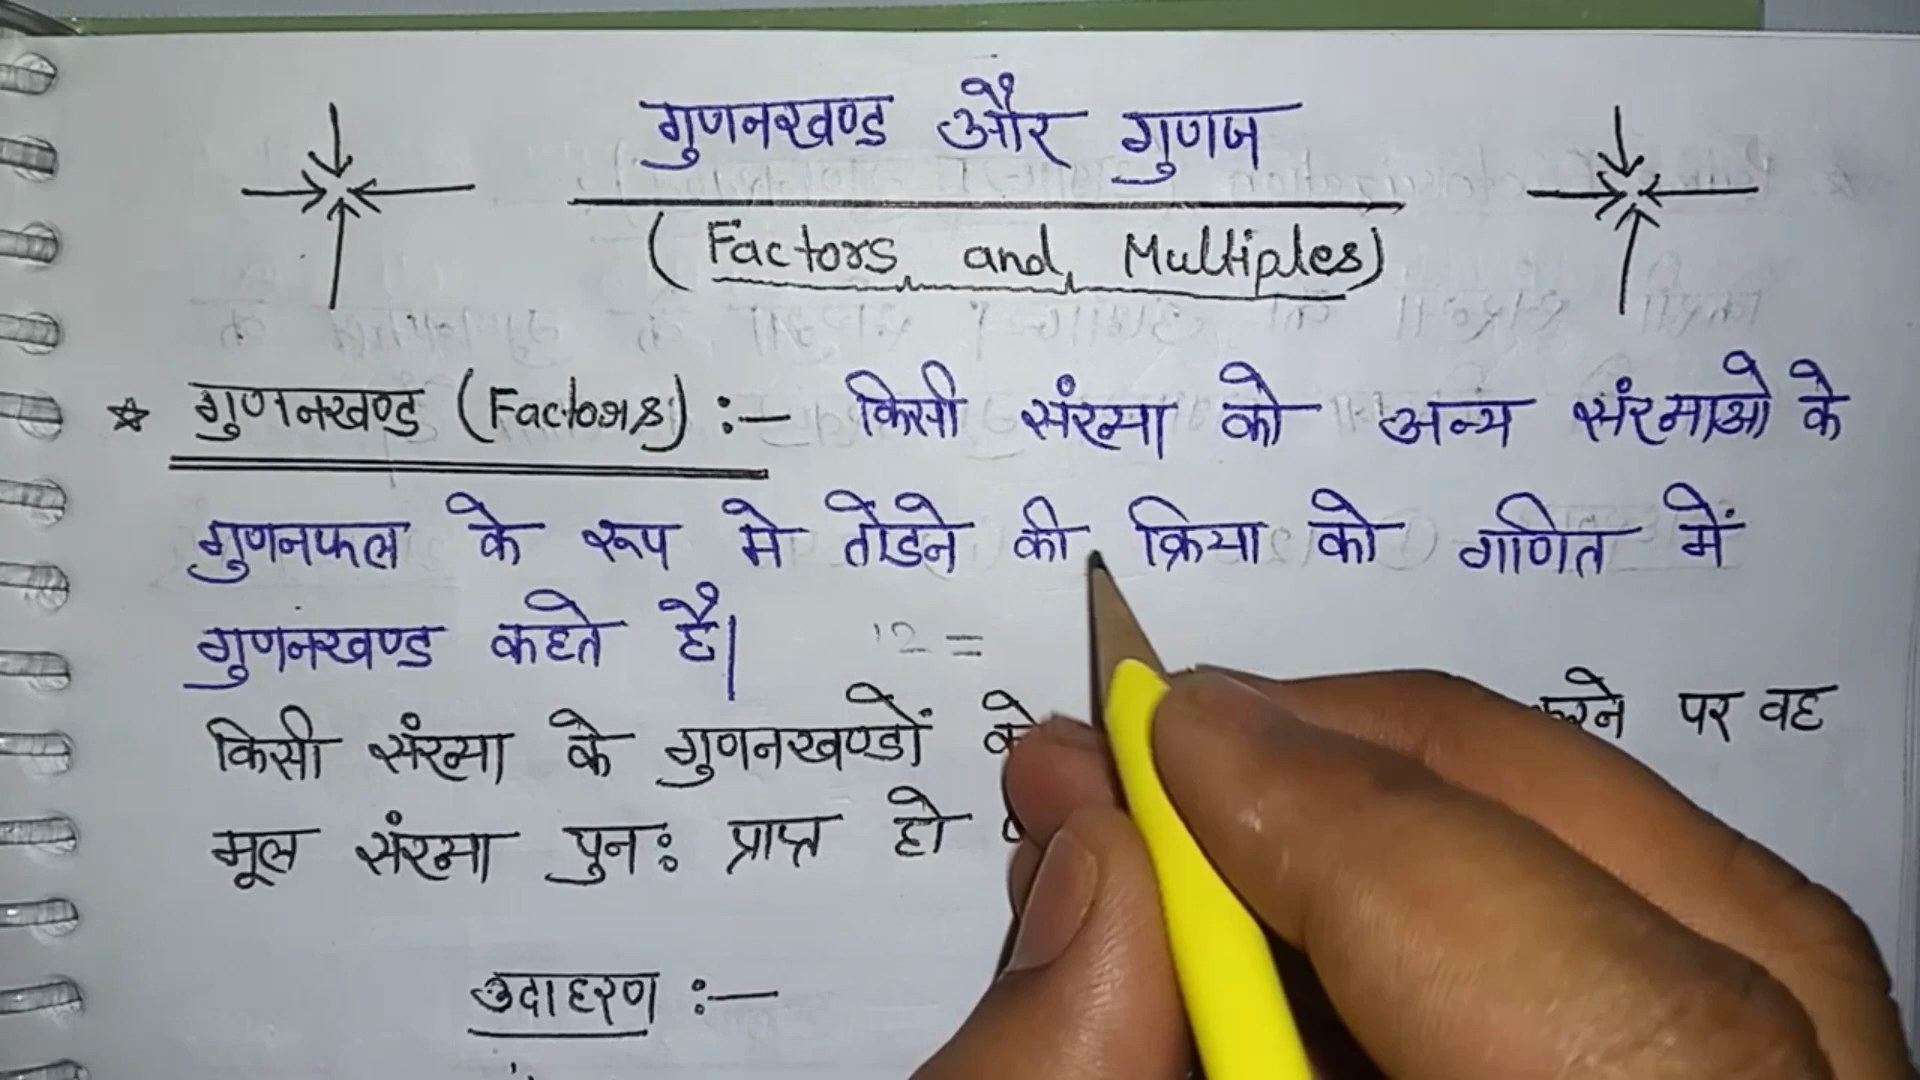 गुणनखण्ड और गुणज
(Factors and Multiples)
☆ गुणनखण्ड (Factors) :— किसी संख्या को अन्य संख्याओ के
गुणनफल के रूप मे तोडने की क्रिया को गणित में
गुणनखण्ड कहते है।
12 =
किसी संख्या के गुणनखण्डों करने पर वह
मूल संख्या पुनः प्राप्त हो
उदाहरण :—